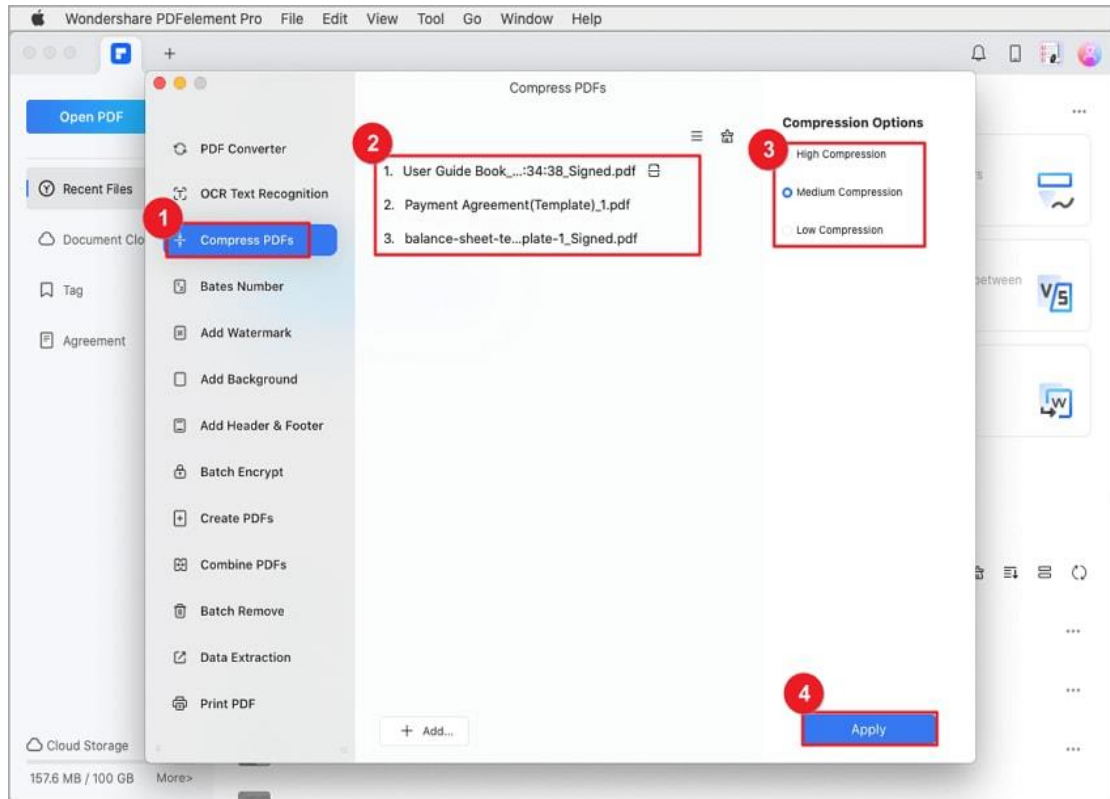 Wondershare PDFelement Pro File Edit View Tool Go Window Help
Compress PDFs
Open PDF
Recent Files
Document Clo
Tag
Agreement
Cloud Storage
157.6 MB / 100 GB More>
PDF Converter
OCR Text Recognition
1
Compress PDFs
Bates Number
Add Watermark
Add Background
Add Header & Footer
Batch Encrypt
Create PDFs
Combine PDFs
Batch Remove
Data Extraction
Print PDF
2
1. User Guide Book_...:34:38_Signed.pdf
2. Payment Agreement(Template)_1.pdf
3. balance-sheet-te...plate-1_Signed.pdf
+ Add...
Compression Options
3
High Compression
Medium Compression
Low Compression
4
Apply
between
V/S
W